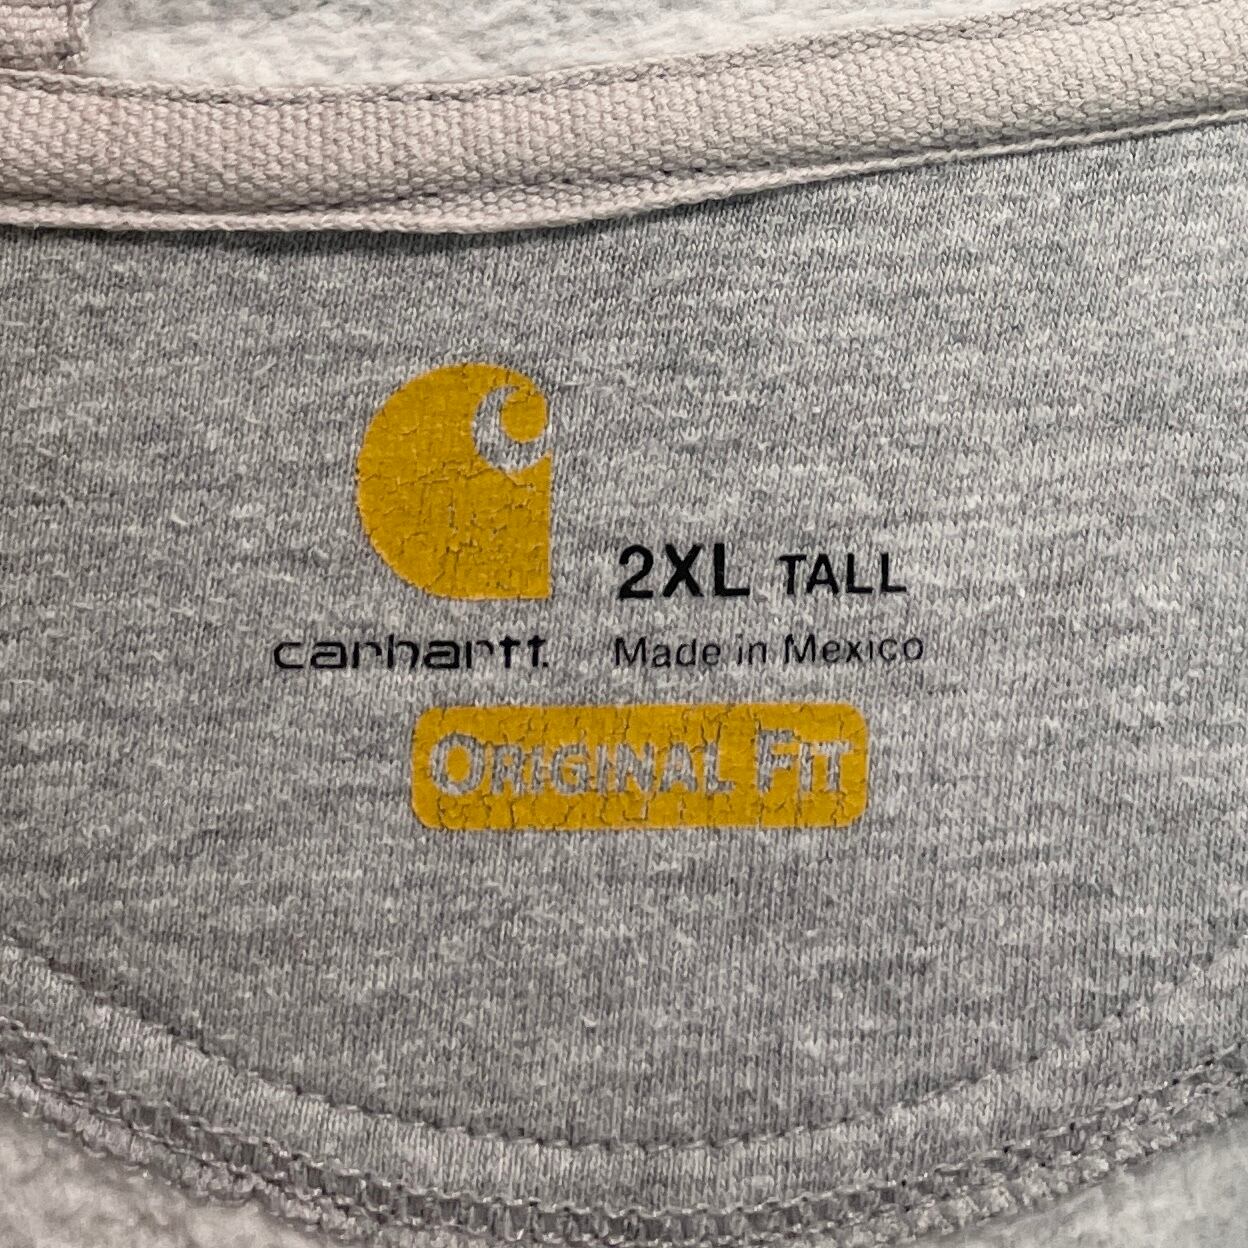 2XL TALL
carhartt.
Made in Mexico
ORIGINAL FIT